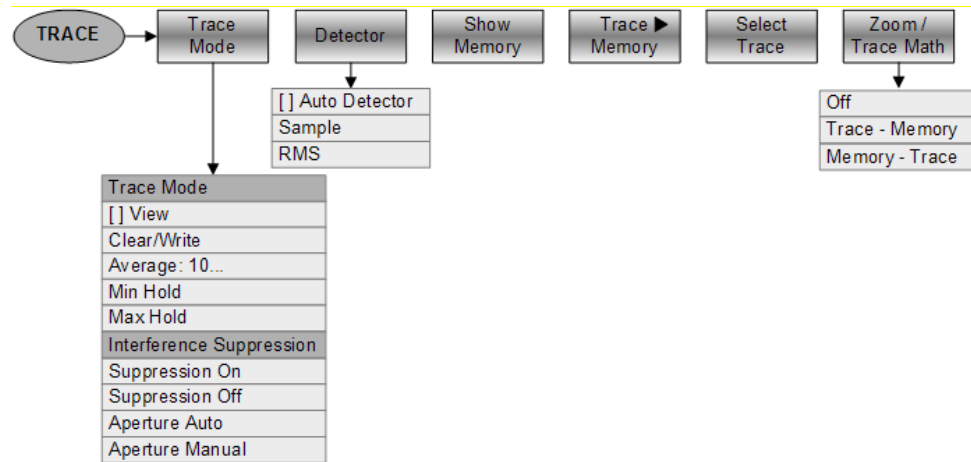 TRACE
Trace
Mode
Detector
Show
Memory
Trace ▶
Memory
Select
Trace
Zoom /
Trace Math
[ ] Auto Detector
Sample
RMS
Off
Trace - Memory
Memory - Trace
Trace Mode
[ ] View
Clear/Write
Average: 10...
Min Hold
Max Hold
Interference Suppression
Suppression On
Suppression Off
Aperture Auto
Aperture Manual